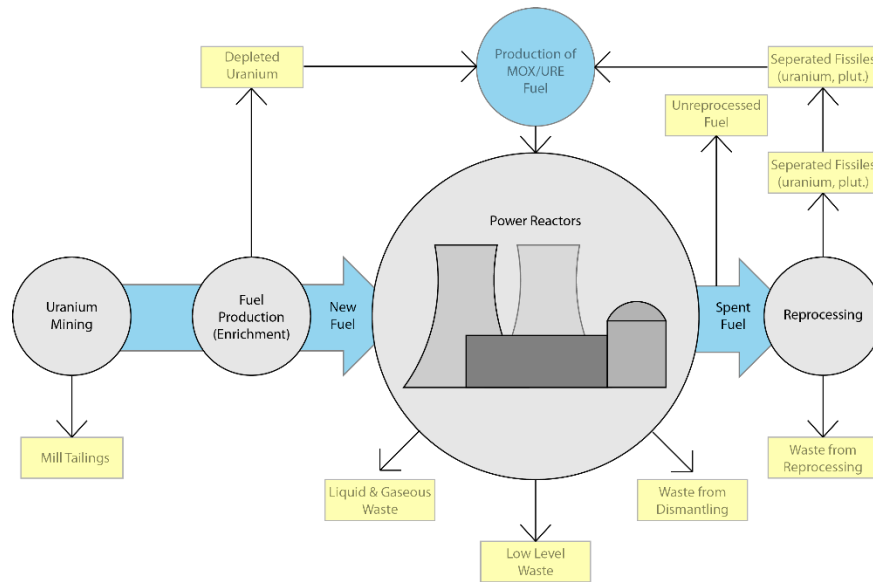 Depleted
Uranium
Production of
MOX/URE
Fuel
Seperated Fissiles
(uranium, plut.)
Unreprocessed
Fuel
Seperated Fissiles
(uranium, plut.)
Power Reactors
Uranium
Mining
Fuel
Production
(Enrichment)
New
Fuel
Spent
Fuel
Reprocessing
Mill Tailings
Liquid & Gaseous
Waste
Low Level
Waste
Waste from
Dismantling
Waste from
Reprocessing